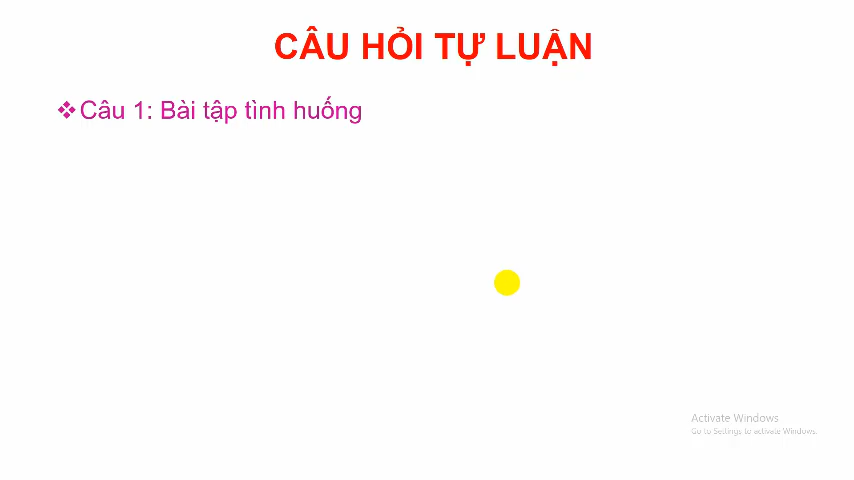 CÂU HỎI TỰ LUẬN
❖Câu 1: Bài tập tình huống
Activate Windows
Go to Settings to activate Windows.